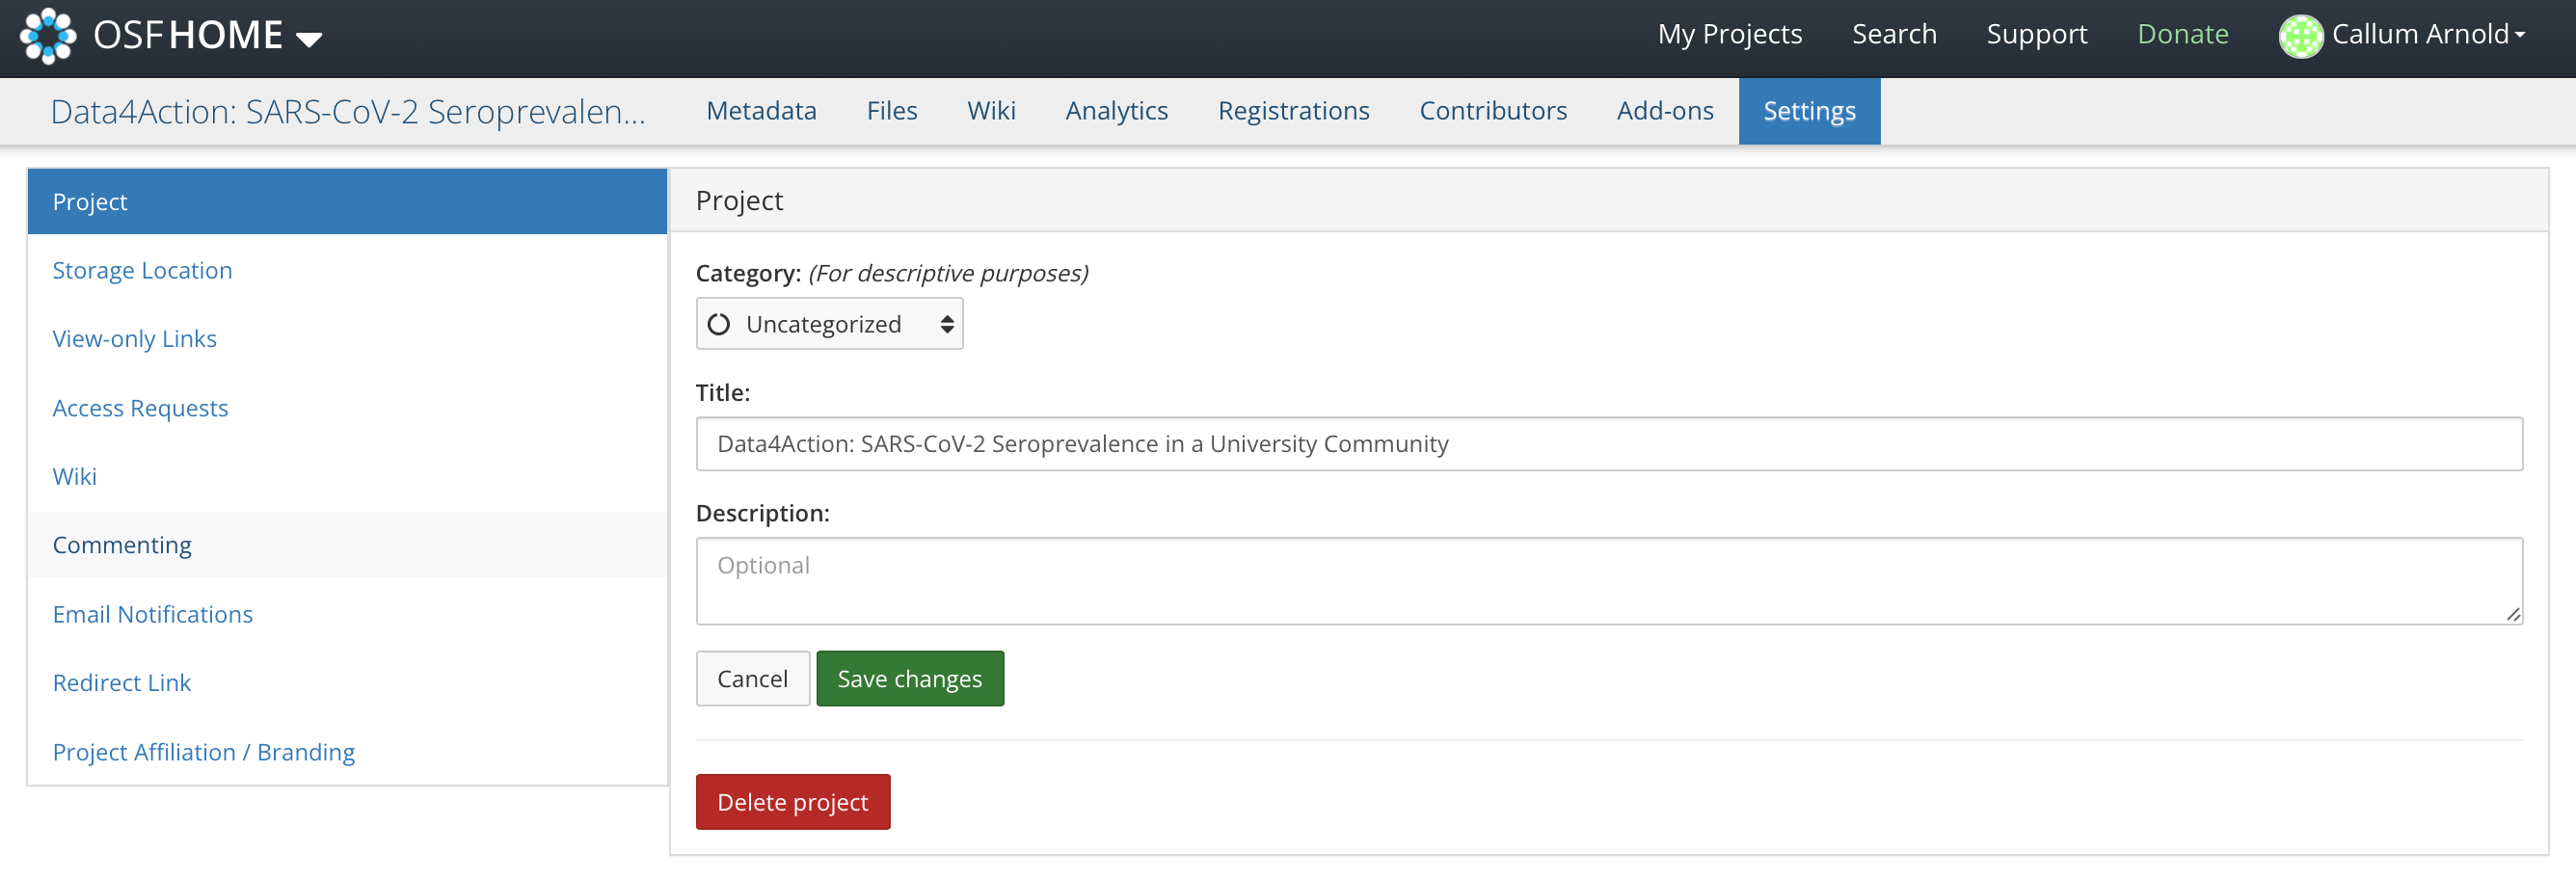 OSFHOME My Projects Search Support Donate Callum Arnold
Data4Action: SARS-CoV-2 Seroprevalen... Metadata Files Wiki Analytics Registrations Contributors Add-ons Settings
Project
Storage Location
View-only Links
Access Requests
Wiki
Commenting
Email Notifications
Redirect Link
Project Affiliation / Branding
Project
Category: (For descriptive purposes)
Uncategorized
Title:
Data4Action: SARS-CoV-2 Seroprevalence in a University Community
Description:
Optional
Cancel Save changes
Delete project